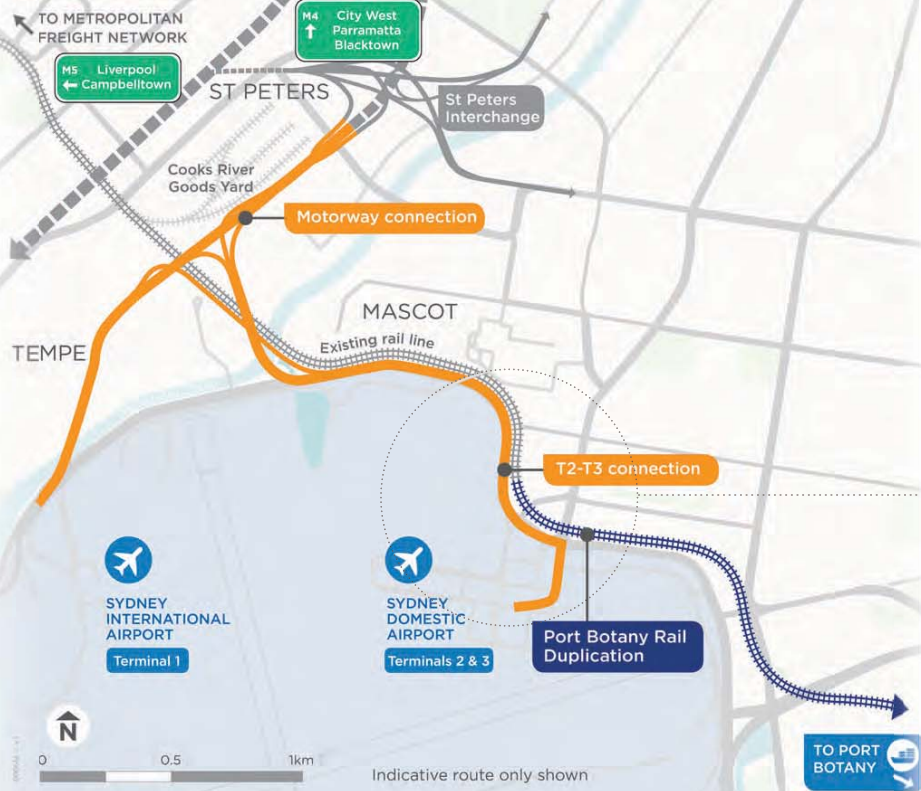 TO METROPOLITAN
FREIGHT NETWORK
M4
City West
Parramatta
Blacktown
M5
Liverpool
Campbelltown
ST PETERS
St Peters
Interchange
Cooks River
Goods Yard
Motorway connection
MASCOT
Existing rail line
TEMPE
T2-T3 connection
SYDNEY
INTERNATIONAL
AIRPORT
Terminal 1
SYDNEY
DOMESTIC
AIRPORT
Terminals 2 & 3
Port Botany Rail
Duplication
N
0 0.5 1km
Indicative route only shown
TO PORT
BOTANY